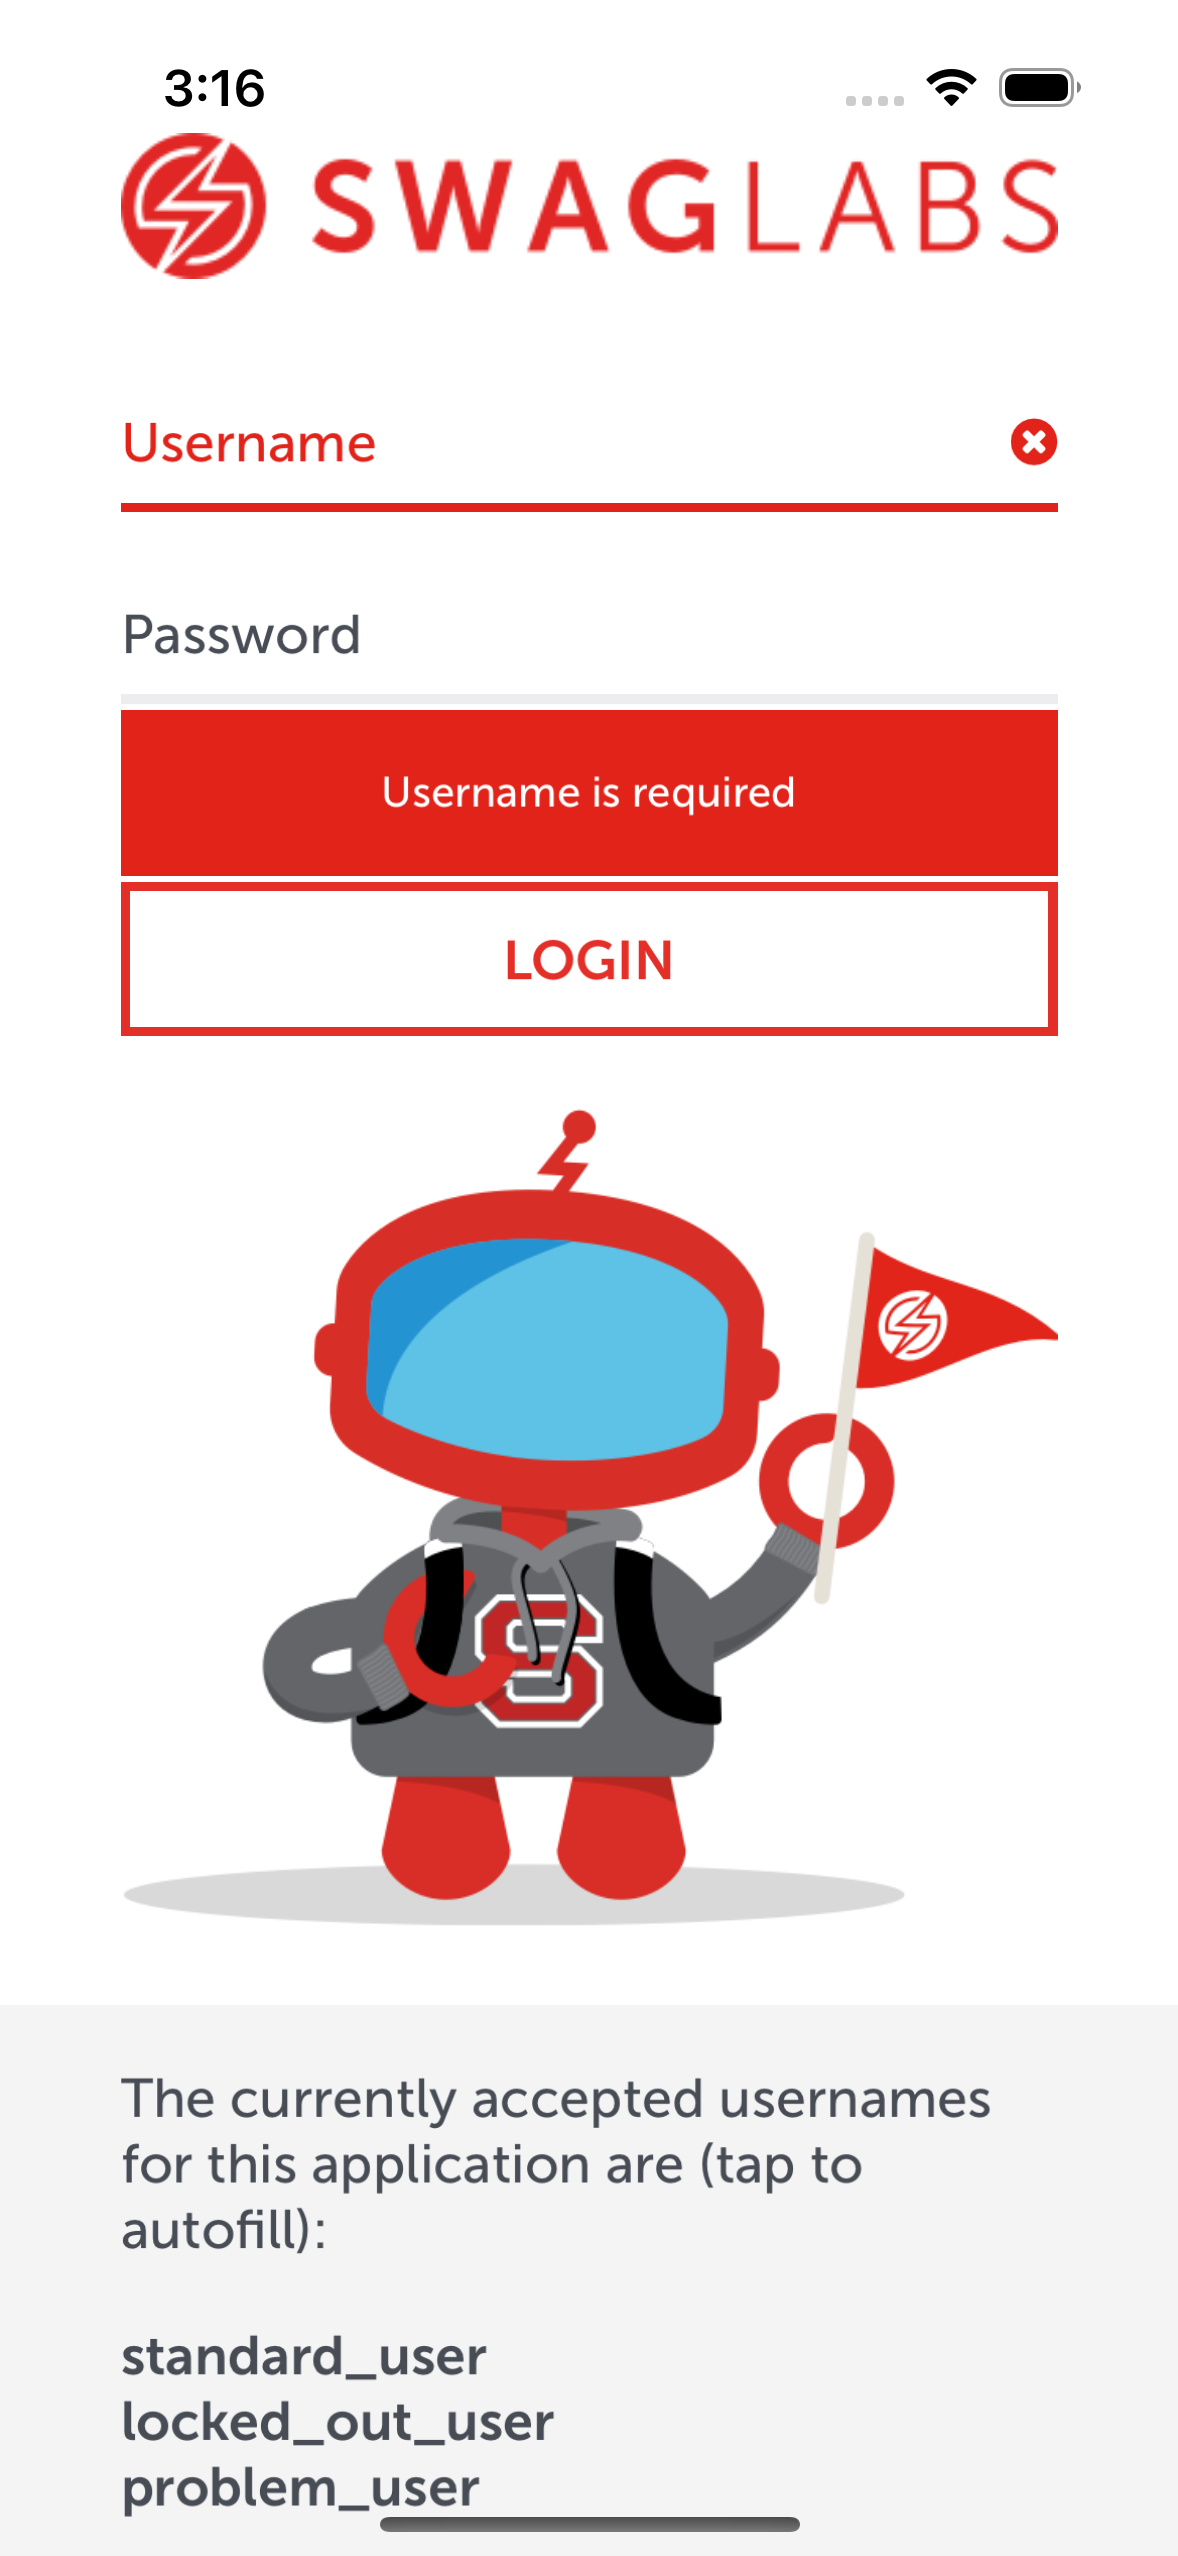 3:16
SWAGLABS
Username
Password
Username is required
LOGIN
S
The currently accepted usernames
for this application are (tap to
autofill):
standard_user
locked_out_user
problem_user